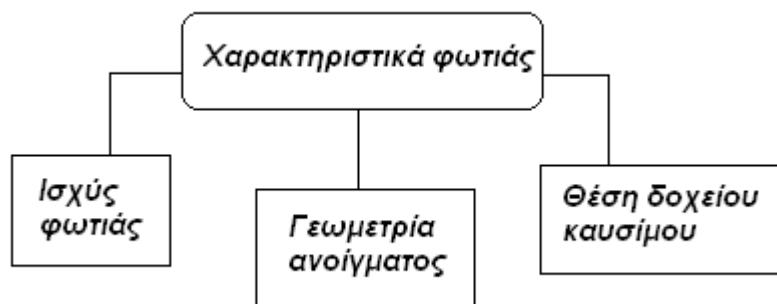 Χαρακτηριστικά φωτιάς
Ισχύς
φωτιάς
Γεωμετρία
ανοίγματος
Θέση δοχείου
καυσίμου